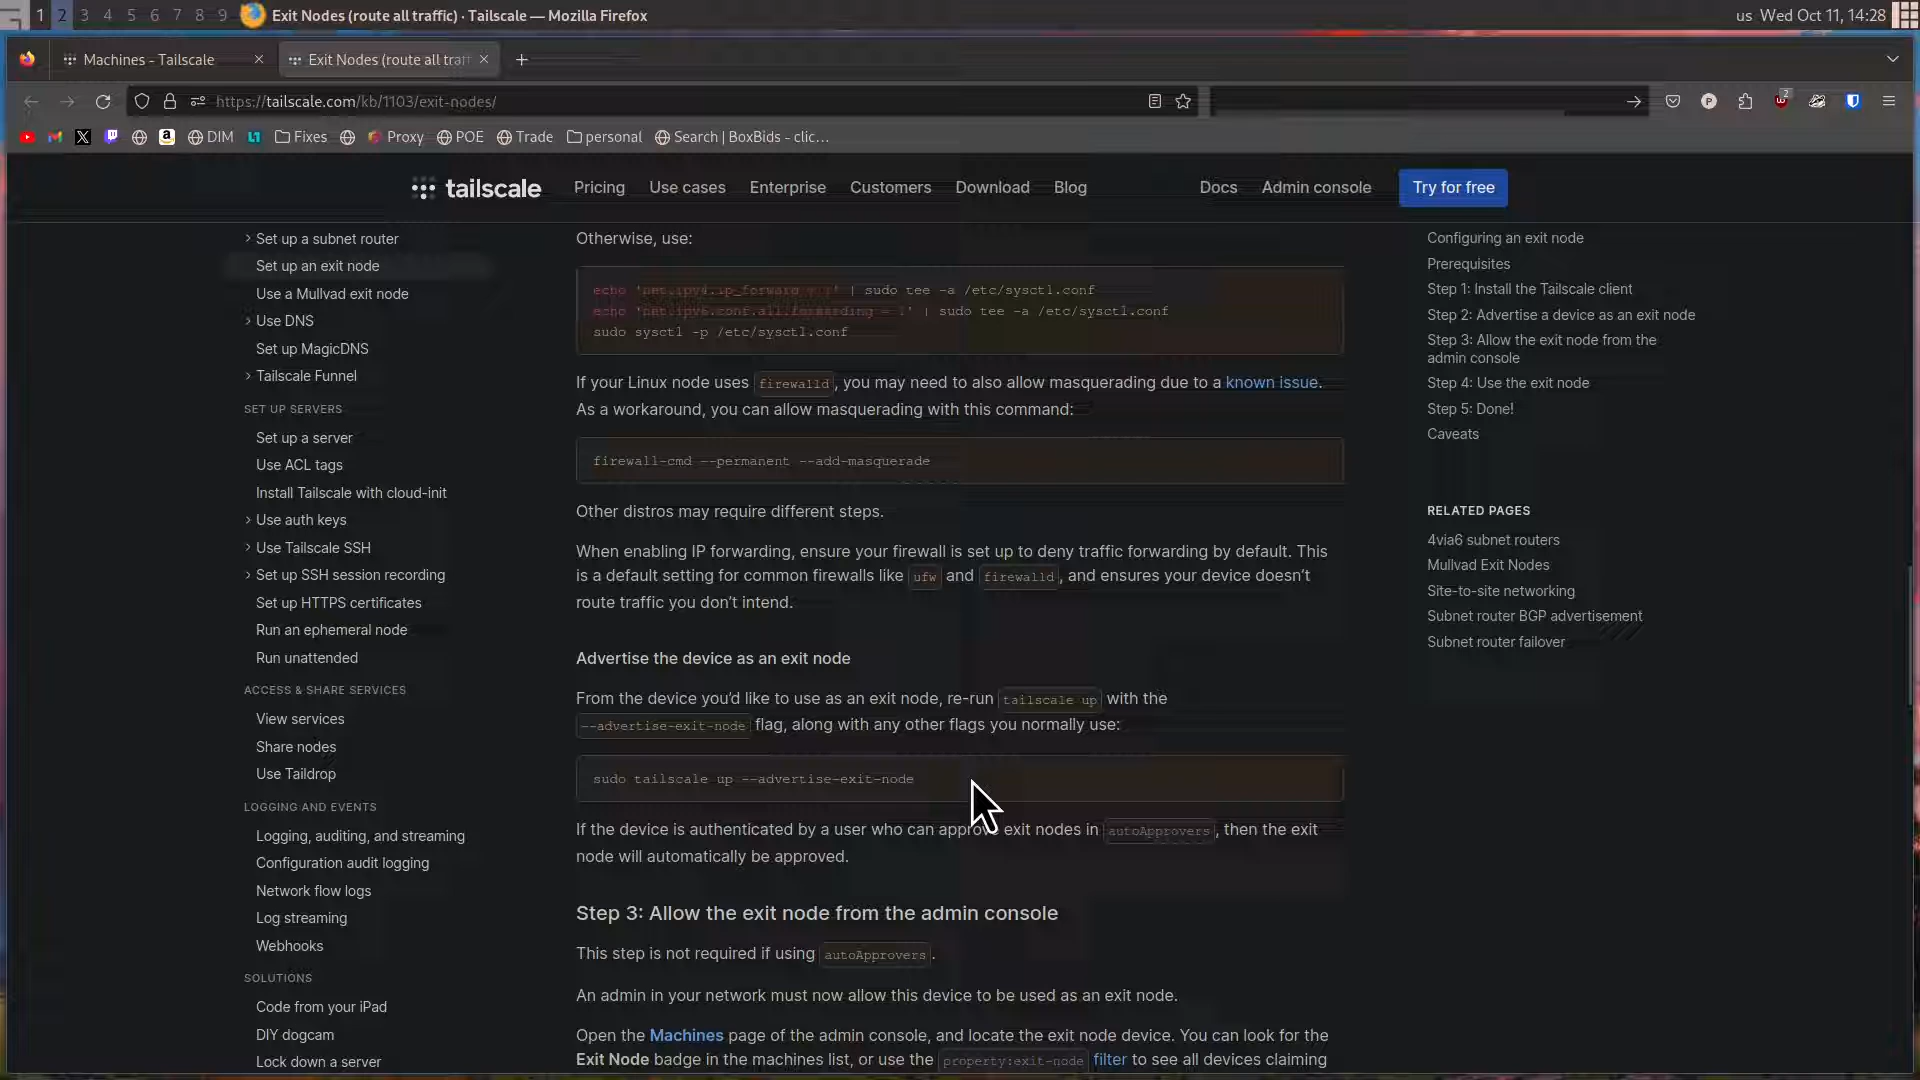 1 2 3 4 5 6 7 8 9 Exit Nodes (route all traffic) · Tailscale — Mozilla Firefox us Wed Oct 11, 14:28
Machines - Tailscale
Exit Nodes (route all traf
https://tailscale.com/kb/1103/exit-nodes/
2
DIM
Fixes
Proxy
POE
Trade
personal
Search | BoxBids - clic…
tailscale
Pricing
Use cases
Enterprise
Customers
Download
Blog
Docs
Admin console
Try for free
Set up a subnet router
Set up an exit node
Use a Mullvad exit node
Use DNS
Set up MagicDNS
Tailscale Funnel
SET UP SERVERS
Set up a server
Use ACL tags
Install Tailscale with cloud-init
Use auth keys
Use Tailscale SSH
Set up SSH session recording
Set up HTTPS certificates
Run an ephemeral node
Run unattended
ACCESS & SHARE SERVICES
View services
Share nodes
Use Taildrop
LOGGING AND EVENTS
Logging, auditing, and streaming
Configuration audit logging
Network flow logs
Log streaming
Webhooks
SOLUTIONS
Code from your iPad
DIY dogcam
Lock down a server
Otherwise, use:
echo 'net.ipv4.ip_forward = 1' | sudo tee -a /etc/sysctl.conf
echo 'net.ipv6.conf.all.forwarding = 1' | sudo tee -a /etc/sysctl.conf
sudo sysctl -p /etc/sysctl.conf
If your Linux node uses firewalld, you may need to also allow masquerading due to a known issue.
As a workaround, you can allow masquerading with this command:
firewall-cmd --permanent --add-masquerade
Other distros may require different steps.
When enabling IP forwarding, ensure your firewall is set up to deny traffic forwarding by default. This
is a default setting for common firewalls like ufw and firewalld, and ensures your device doesn't
route traffic you don't intend.
Advertise the device as an exit node
From the device you'd like to use as an exit node, re-run tailscale up with the
--advertise-exit-node flag, along with any other flags you normally use:
sudo tailscale up --advertise-exit-node
If the device is authenticated by a user who can approve exit nodes in autoApprovers, then the exit
node will automatically be approved.
Step 3: Allow the exit node from the admin console
This step is not required if using autoApprovers.
An admin in your network must now allow this device to be used as an exit node.
Open the Machines page of the admin console, and locate the exit node device. You can look for the
Exit Node badge in the machines list, or use the property:exit-node filter to see all devices claiming
Configuring an exit node
Prerequisites
Step 1: Install the Tailscale client
Step 2: Advertise a device as an exit node
Step 3: Allow the exit node from the
admin console
Step 4: Use the exit node
Step 5: Done!
Caveats
RELATED PAGES
4via6 subnet routers
Mullvad Exit Nodes
Site-to-site networking
Subnet router BGP advertisement
Subnet router failover